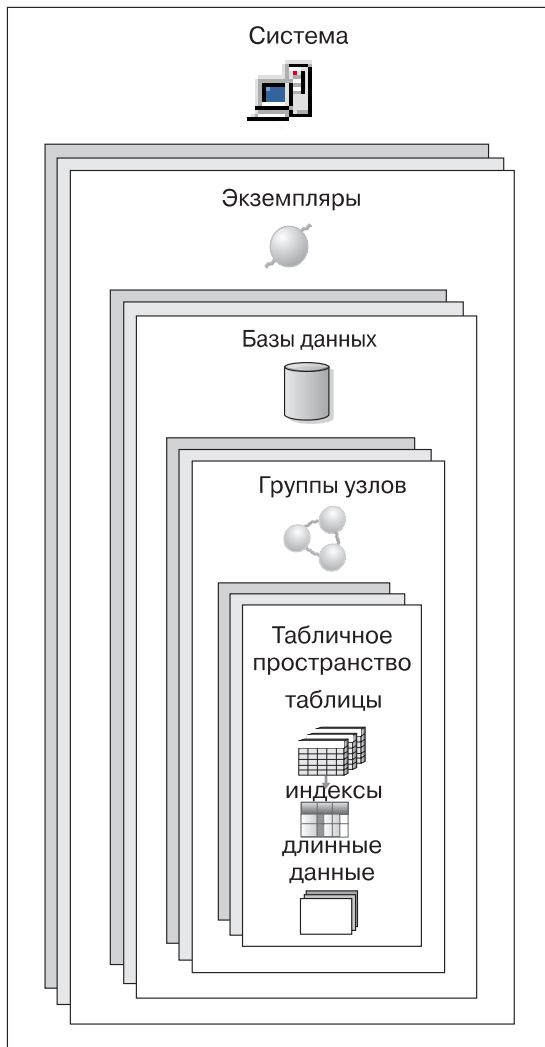 Система
Экземпляры
Базы данных
Группы узлов
Табличное
пространство
таблицы
индексы
длинные
данные